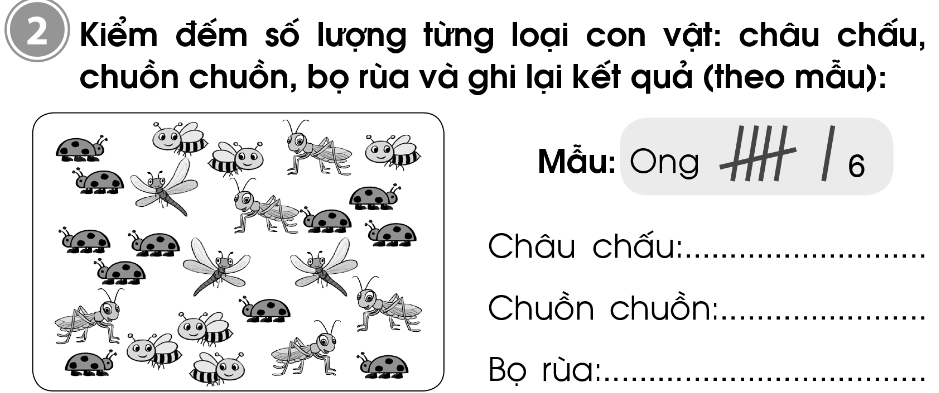 2 Kiểm đếm số lượng từng loại con vật: châu chấu,
chuồn chuồn, bọ rùa và ghi lại kết quả (theo mẫu):
Mẫu: Ong 6
Châu chấu:..............................
Chuồn chuồn:..........................
Bọ rùa:......................................